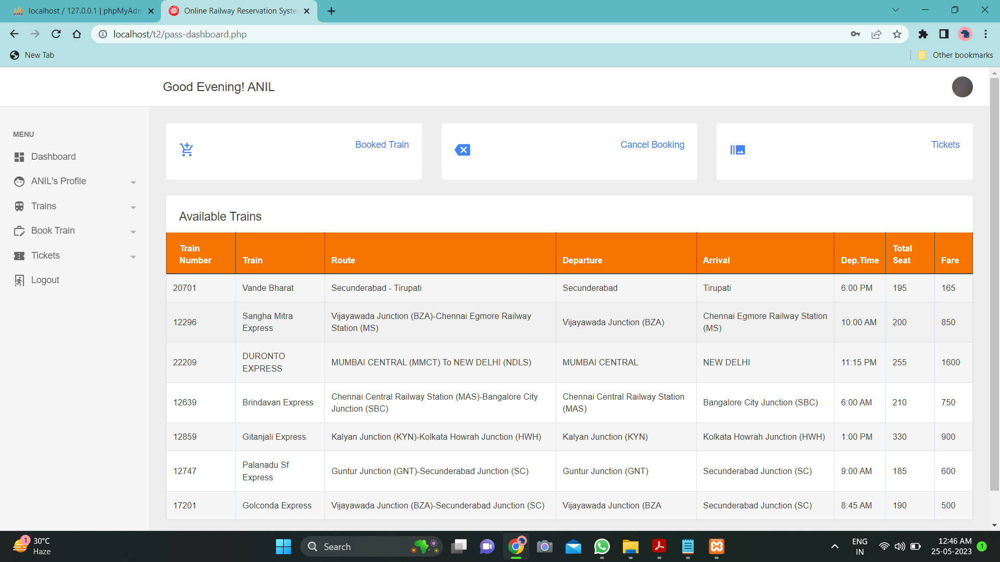 localhost / 127.0.0.1 | phpMyAdm
Online Railway Reservation Syste
localhost/t2/pass-dashboard.php
New Tab
Other bookmarks
Good Evening! ANIL
MENU
Dashboard
ANIL's Profile
Trains
Book Train
Tickets
Logout
Booked Train
Cancel Booking
Tickets
Available Trains
Train Number
Train
Route
Departure
Arrival
Dep.Time
Total Seat
Fare
20701 Vande Bharat Secunderabad - Tirupati Secunderabad Tirupati 6:00 PM 195 165
12296 Sangha Mitra Express Vijayawada Junction (BZA)-Chennai Egmore Railway Station (MS) Vijayawada Junction (BZA) Chennai Egmore Railway Station (MS) 10:00 AM 200 850
22209 DURONTO EXPRESS MUMBAI CENTRAL (MMCT) To NEW DELHI (NDLS) MUMBAI CENTRAL NEW DELHI 11:15 PM 255 1600
12639 Brindavan Express Chennai Central Railway Station (MAS)-Bangalore City Junction (SBC) Chennai Central Railway Station (MAS) Bangalore City Junction (SBC) 6:00 AM 210 750
12859 Gitanjali Express Kalyan Junction (KYN)-Kolkata Howrah Junction (HWH) Kalyan Junction (KYN) Kolkata Howrah Junction (HWH) 1:00 PM 330 900
12747 Palanadu Sf Express Guntur Junction (GNT)-Secunderabad Junction (SC) Guntur Junction (GNT) Secunderabad Junction (SC) 9:00 AM 185 600
17201 Golconda Express Vijayawada Junction (BZA)-Secunderabad Junction (SC) Vijayawada Junction (BZA Secunderabad Junction (SC) 8:45 AM 190 500
1
30°C
Haze
Search
ENG
IN
12:46 AM
25-05-2023
1